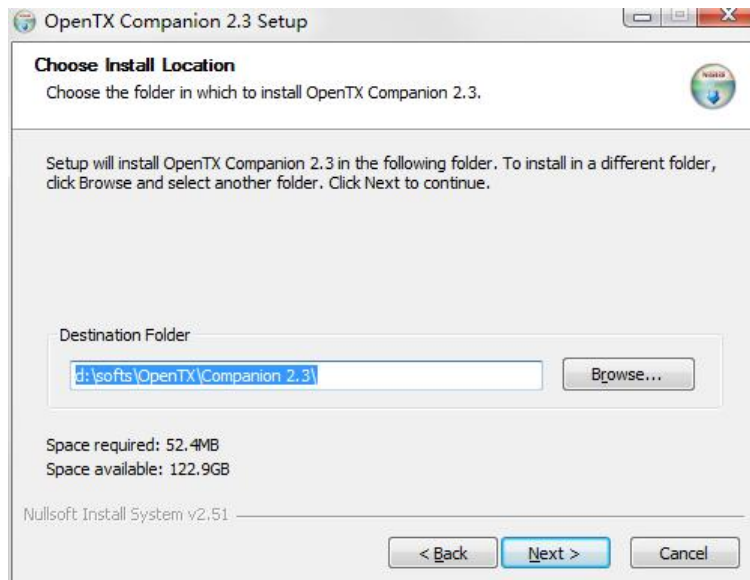 OpenTX Companion 2.3 Setup
Choose Install Location
Choose the folder in which to install OpenTX Companion 2.3.
Setup will install OpenTX Companion 2.3 in the following folder. To install in a different folder,
click Browse and select another folder. Click Next to continue.
Destination Folder
d:\softs\OpenTX\Companion 2.3\
Browse...
Space required: 52.4MB
Space available: 122.9GB
Nullsoft Install System v2.51
< Back
Next >
Cancel